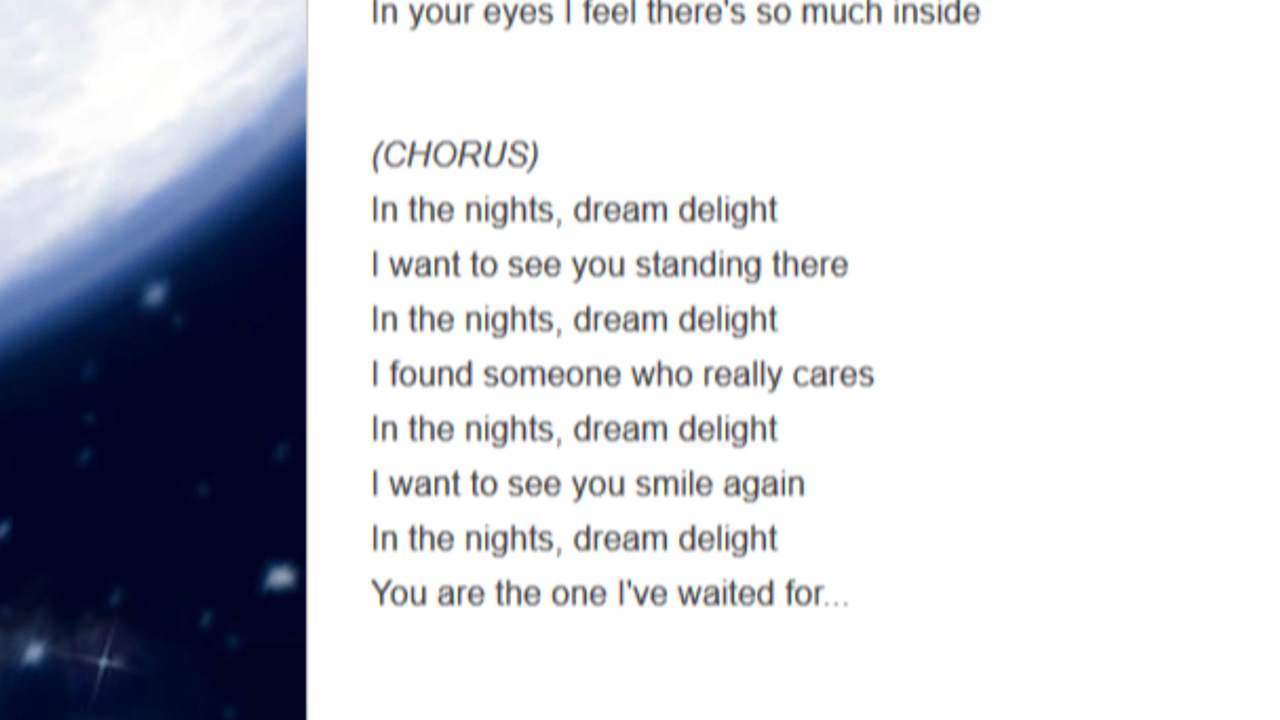 In your eyes I feel there's so much inside
(CHORUS)
In the nights, dream delight
I want to see you standing there
In the nights, dream delight
I found someone who really cares
In the nights, dream delight
I want to see you smile again
In the nights, dream delight
You are the one I've waited for...